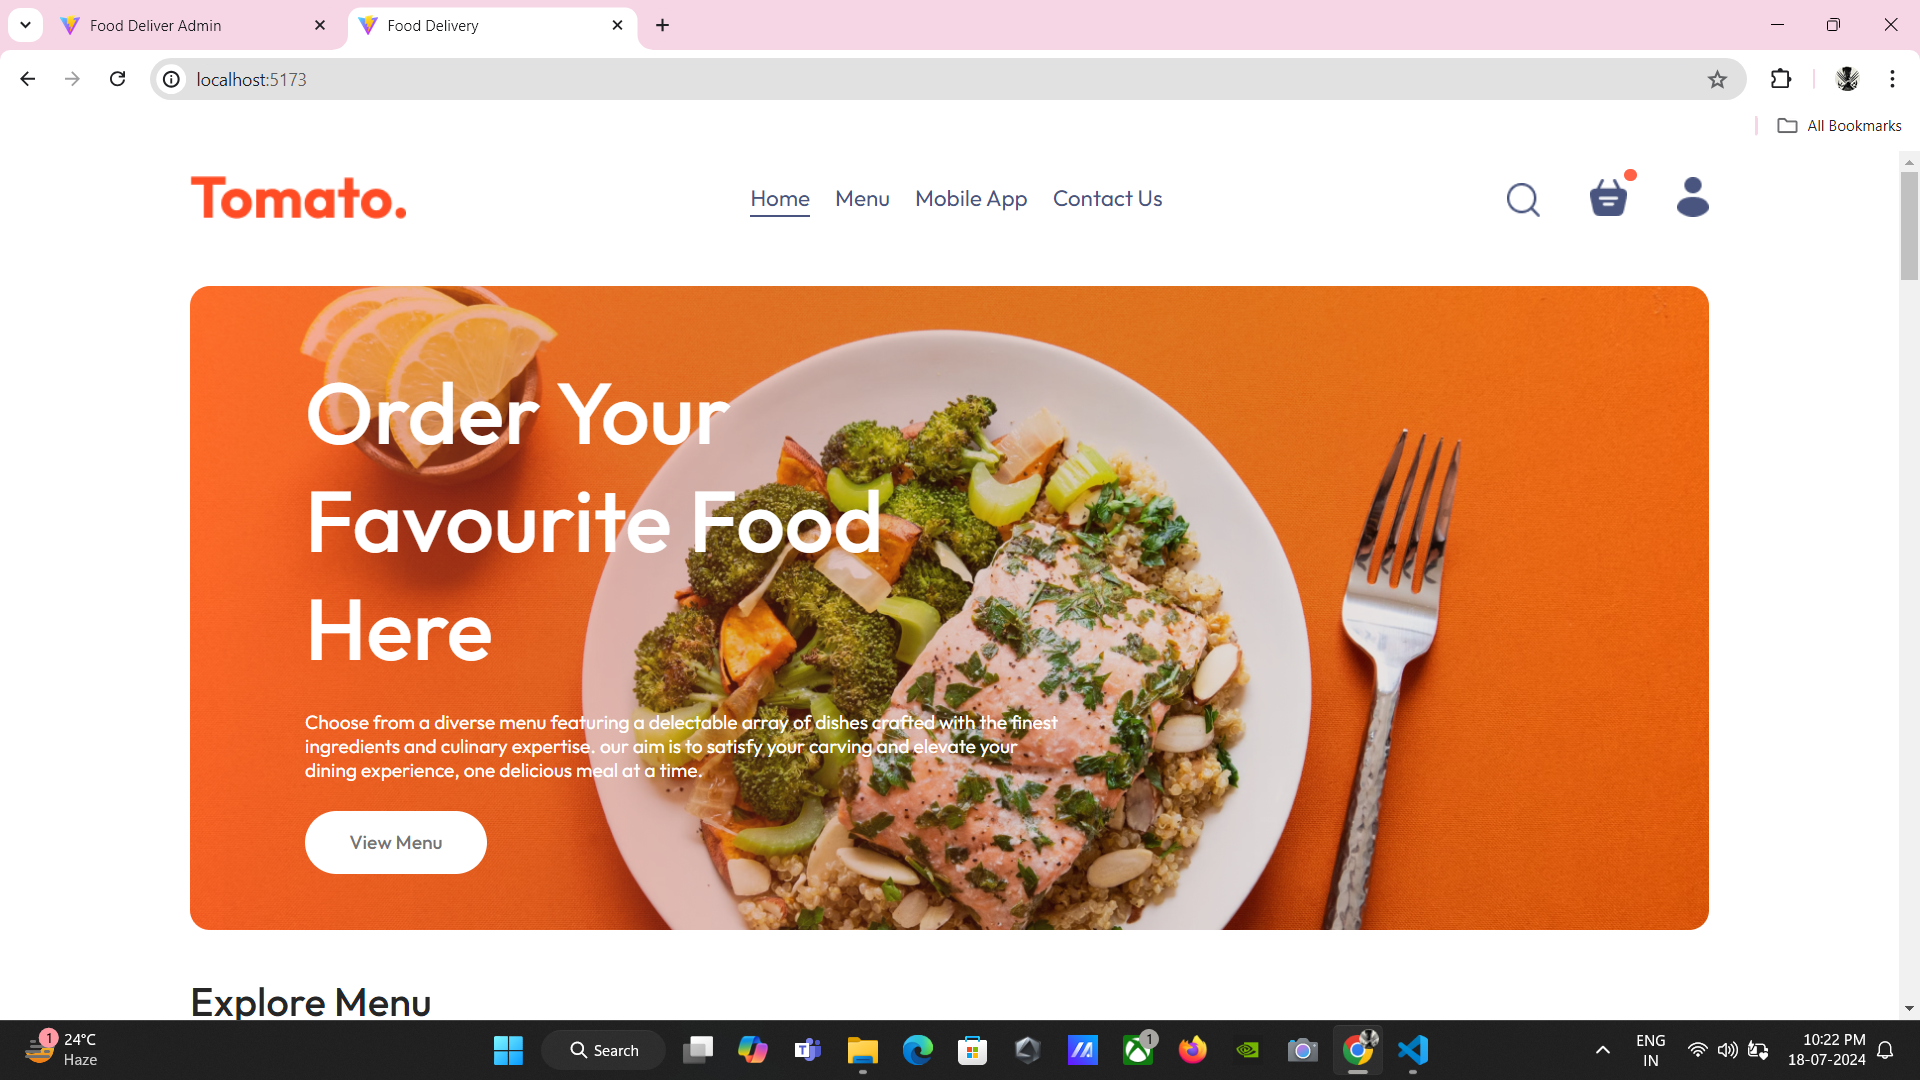 Food Deliver Admin
Food Delivery
localhost:5173
All Bookmarks
Tomato.
Home Menu Mobile App Contact Us
Order Your
Favourite Food
Here
Choose from a diverse menu featuring a delectable array of dishes crafted with the finest
ingredients and culinary expertise. our aim is to satisfy your carving and elevate your
dining experience, one delicious meal at a time.
View Menu
Explore Menu
1
24°C
Haze
Search
1
ENG
IN
10:22 PM
18-07-2024